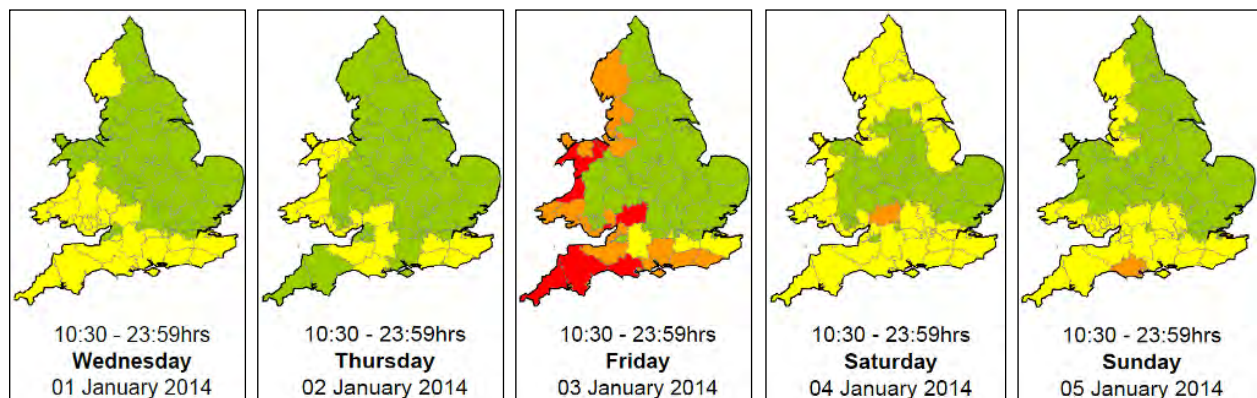 10:30 - 23:59hrs
Wednesday
01 January 2014
10:30 - 23:59hrs
Thursday
02 January 2014
10:30 - 23:59hrs
Friday
03 January 2014
10:30 - 23:59hrs
Saturday
04 January 2014
10:30 - 23:59hrs
Sunday
05 January 2014